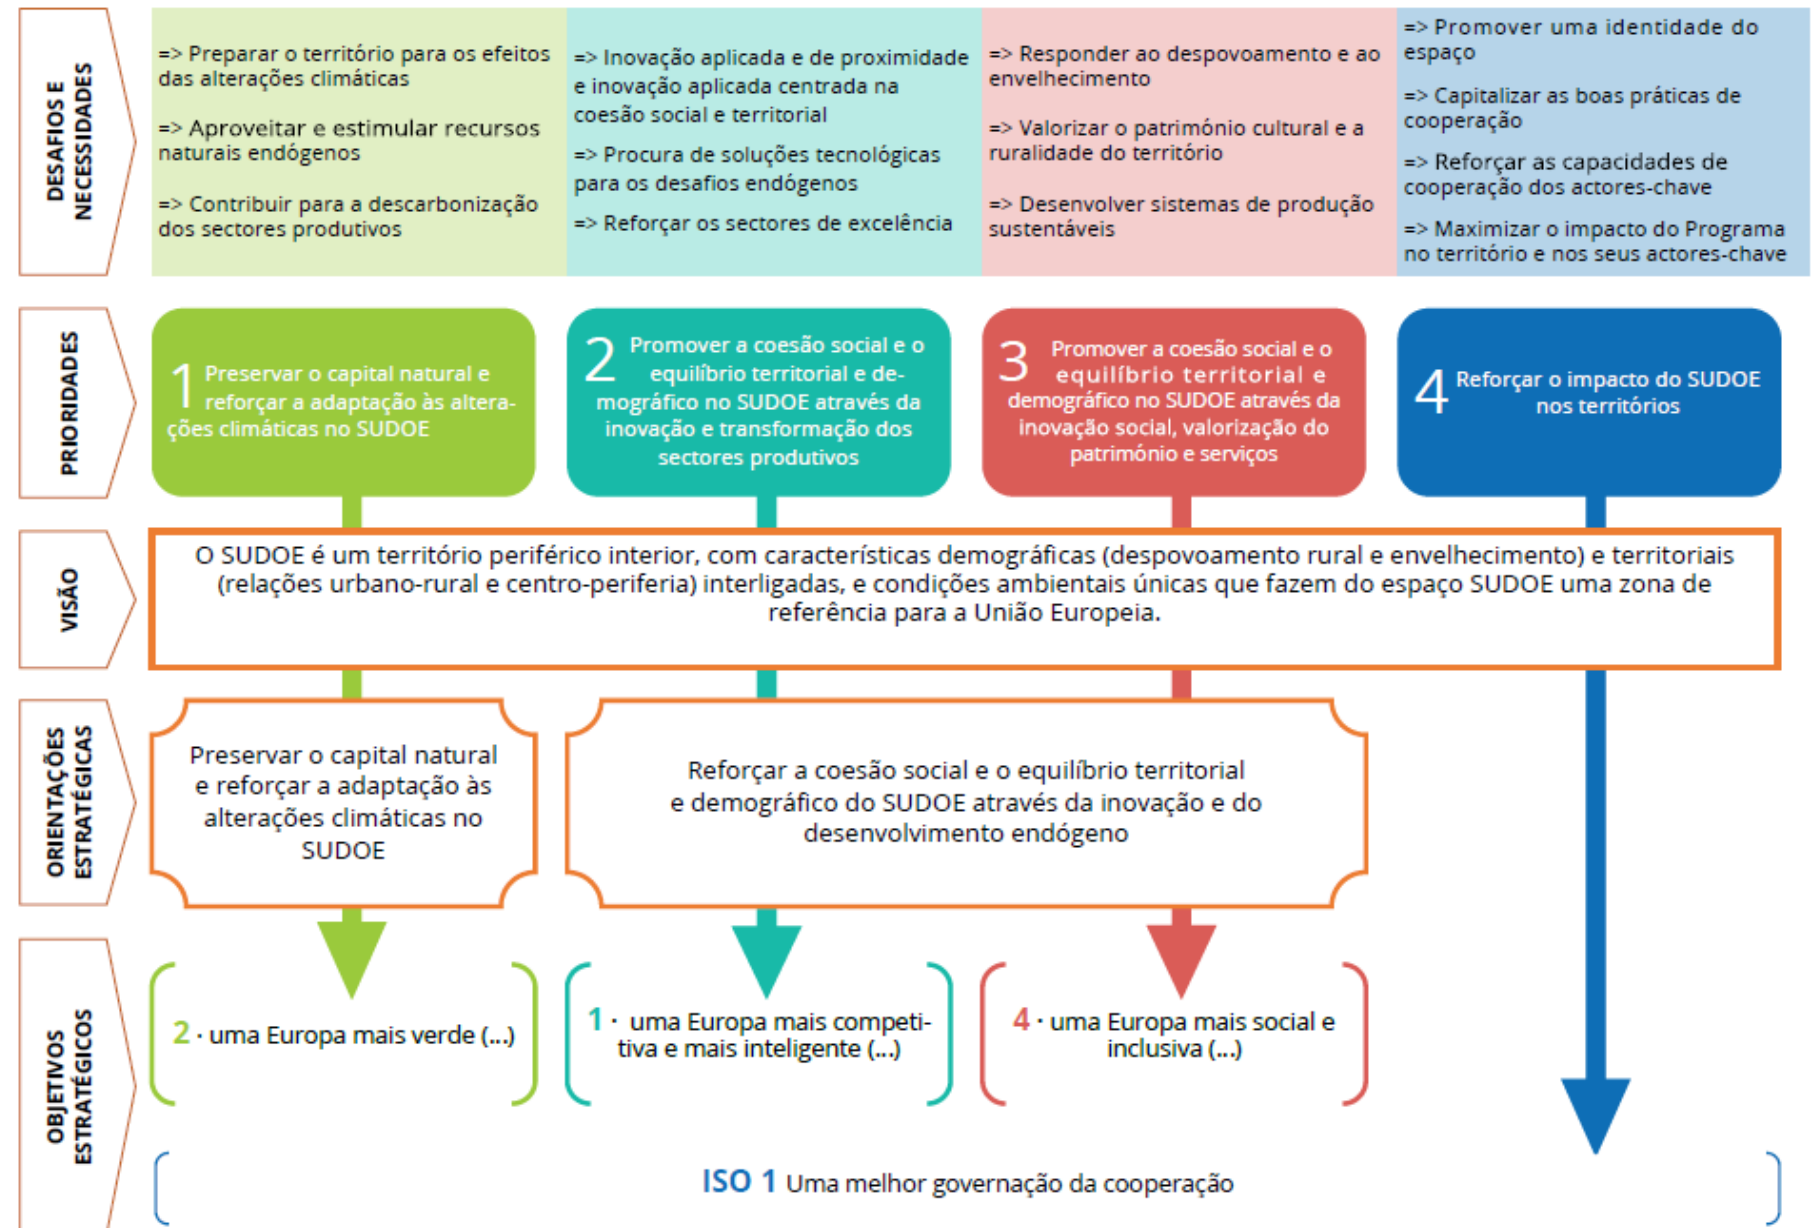 DESAFIOS E
NECESSIDADES
=> Preparar o território para os efeitos
das alterações climáticas
=> Aproveitar e estimular recursos
naturais endógenos
=> Contribuir para a descarbonização
dos sectores produtivos
=> Inovação aplicada e de proximidade
e inovação aplicada centrada na
coesão social e territorial
=> Procura de soluções tecnológicas
para os desafios endógenos
=> Reforçar os sectores de excelência
=> Responder ao despovoamento e ao
envelhecimento
=> Valorizar o património cultural e a
ruralidade do território
=> Desenvolver sistemas de produção
sustentáveis
=> Promover uma identidade do
espaço
=> Capitalizar as boas práticas de
cooperação
=> Reforçar as capacidades de
cooperação dos actores-chave
=> Maximizar o impacto do Programa
no território e nos seus actores-chave
PRIORIDADES
1 Preservar o capital natural e
reforçar a adaptação às altera-
ções climáticas no SUDOE
2 Promover a coesão social e o
equilíbrio territorial e de-
mográfico no SUDOE através da
inovação e transformação dos
sectores produtivos
3 Promover a coesão social e o
equilíbrio territorial e
demográfico no SUDOE através da
inovação social, valorização do
património e serviços
4 Reforçar o impacto do SUDOE
nos territórios
VISÃO
O SUDOE é um território periférico interior, com características demográficas (despovoamento rural e envelhecimento) e territoriais
(relações urbano-rural e centro-periferia) interligadas, e condições ambientais únicas que fazem do espaço SUDOE uma zona de
referência para a União Europeia.
ORIENTAÇÕES
ESTRATÉGICAS
Preservar o capital natural
e reforçar a adaptação às
alterações climáticas no
SUDOE
Reforçar a coesão social e o equilíbrio territorial
e demográfico do SUDOE através da inovação e do
desenvolvimento endógeno
OBJETIVOS
ESTRATÉGICOS
2 · uma Europa mais verde (...)
1 · uma Europa mais competi-
tiva e mais inteligente (...)
4 · uma Europa mais social e
inclusiva (...)
ISO 1 Uma melhor governação da cooperação